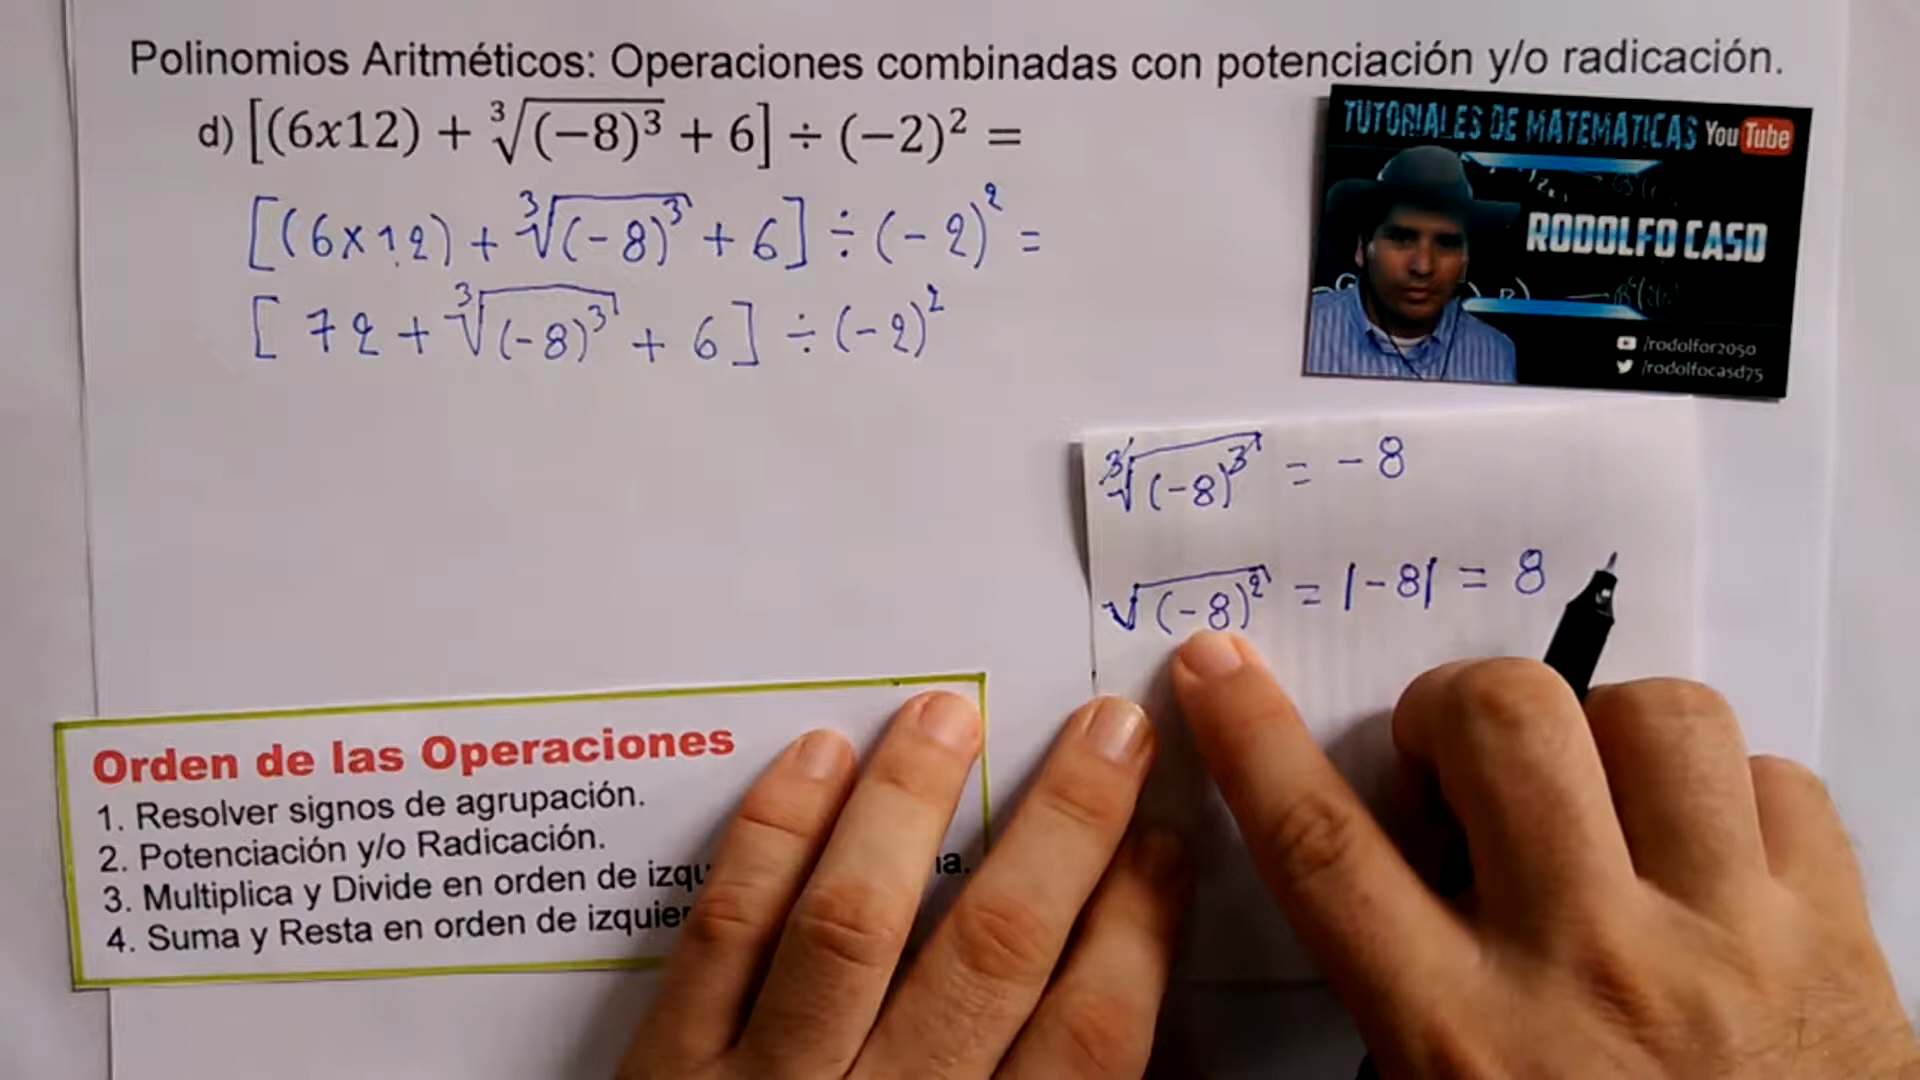 Polinomios Aritméticos: Operaciones combinadas con potenciación y/o radicación.
d) [(6x12) + ∛(−8)³ + 6] ÷ (−2)² =
[(6x12) + ∛(-8)³ + 6] ÷ (-2)² =
[ 72 + ∛(-8)³ + 6 ] ÷ (-2)²
TUTORIALES DE MATEMATICAS YouTube
RODOLFO CASD
/rodolfor2050
/rodolfocasd75
∛(-8)³ = -8
√(-8)² = |-8| = 8
Orden de las Operaciones
1. Resolver signos de agrupación.
2. Potenciación y/o Radicación.
3. Multiplica y Divide en orden de
4. Suma y Resta en orden de